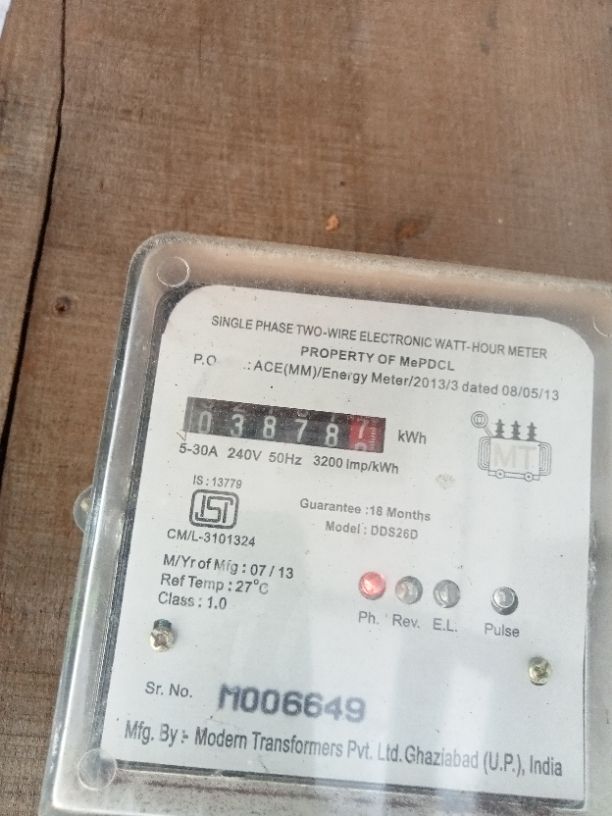 SINGLE PHASE TWO-WIRE ELECTRONIC WATT-HOUR METER
PROPERTY OF MePDCL
P.O : ACE(MM)/Energy Meter/2013/3 dated 08/05/13
03878 7 kWh
5-30A 240V 50Hz 3200 Imp/kWh
MT
IS : 13779
ISI
CM/L-3101324
Guarantee : 18 Months
Model : DDS26D
M/Yr of Mfg : 07 / 13
Ref Temp : 27°C
Class : 1.0
Ph. Rev. E.L. Pulse
Sr. No. M006649
Mfg. By :- Modern Transformers Pvt. Ltd. Ghaziabad (U.P.), India